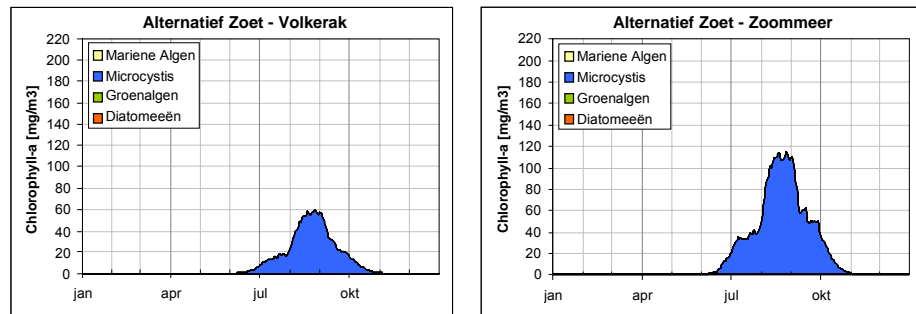 Alternatief Zoet - Volkerak
Chlorophyll-a [mg/m3]
220
200
180
160
140
120
100
80
60
40
20
0
Mariene Algen
Microcystis
Groenalgen
Diatomeeën
jan apr jul okt
Alternatief Zoet - Zoommeer
Chlorophyll-a [mg/m3]
220
200
180
160
140
120
100
80
60
40
20
0
Mariene Algen
Microcystis
Groenalgen
Diatomeeën
jan apr jul okt